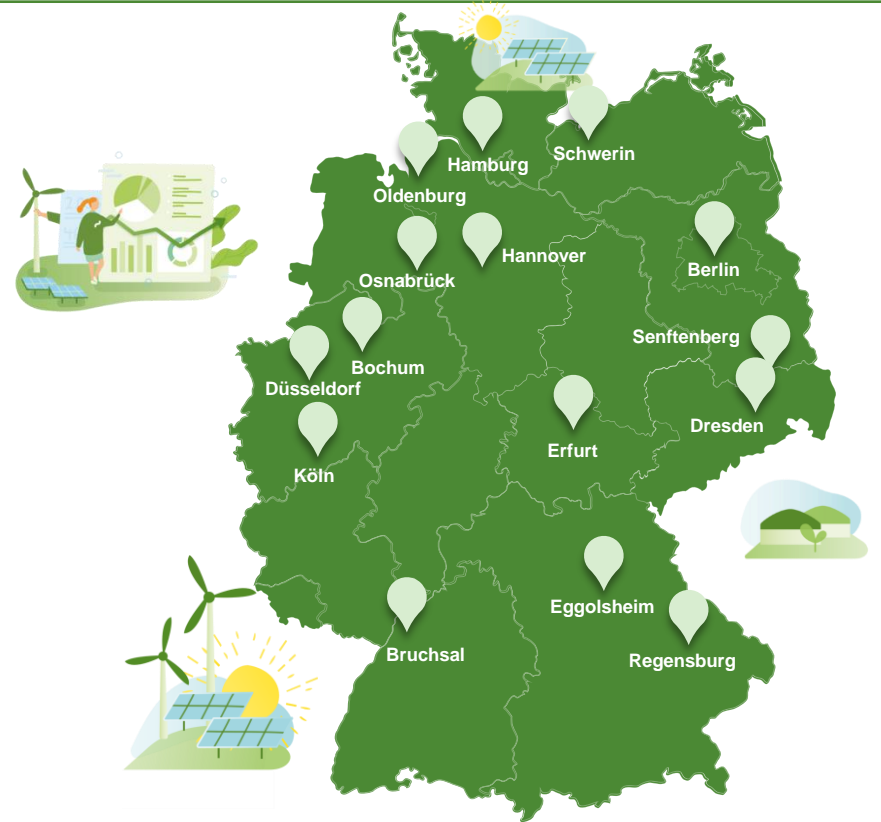 Schwerin
Hamburg
Oldenburg
Hannover
Berlin
Osnabrück
Senftenberg
Bochum
Düsseldorf
Dresden
Erfurt
Köln
Eggolsheim
Bruchsal
Regensburg